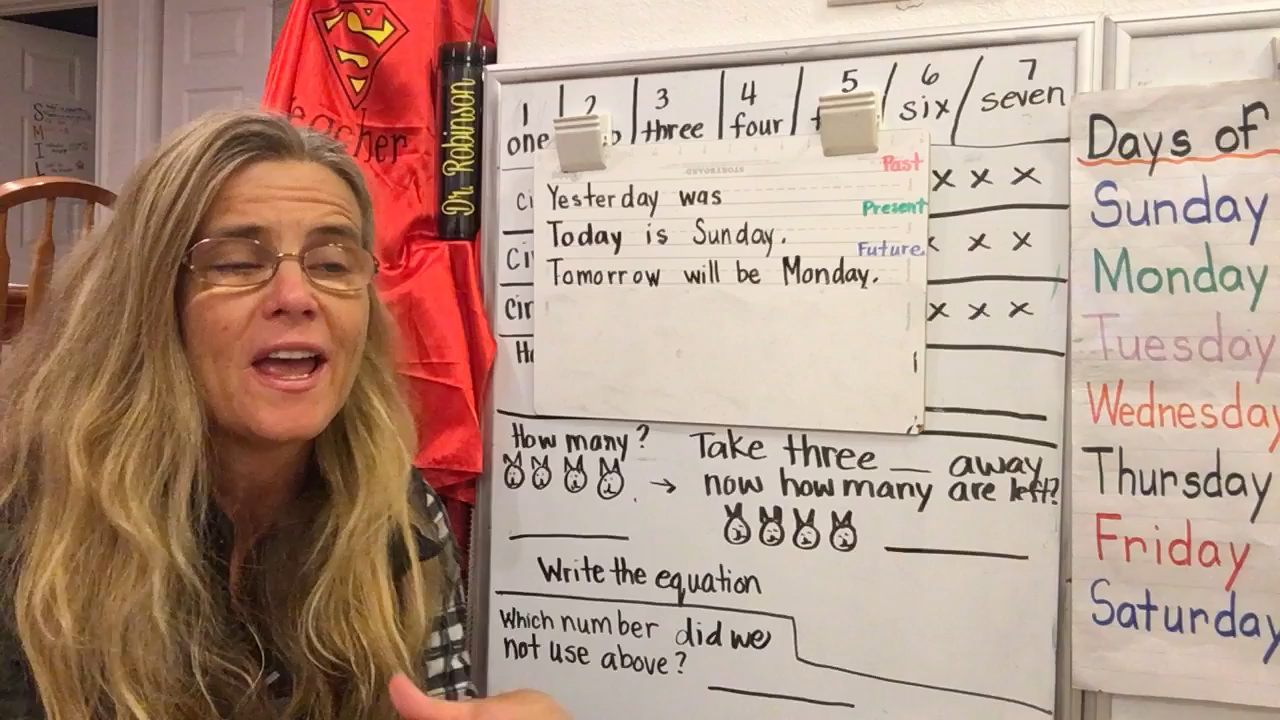 Teacher
Dr. Robinson
1 2 3 4 5 6 7
one three four six seven
Past
Yesterday was
Present
Today is Sunday.
Future
Tomorrow will be Monday.
x x x
x x
x x x
How many? Take three __ away
→ now how many are left?
Write the equation
Which number did we
not use above?
Days of
Sunday
Monday
Tuesday
Wednesday
Thursday
Friday
Saturday